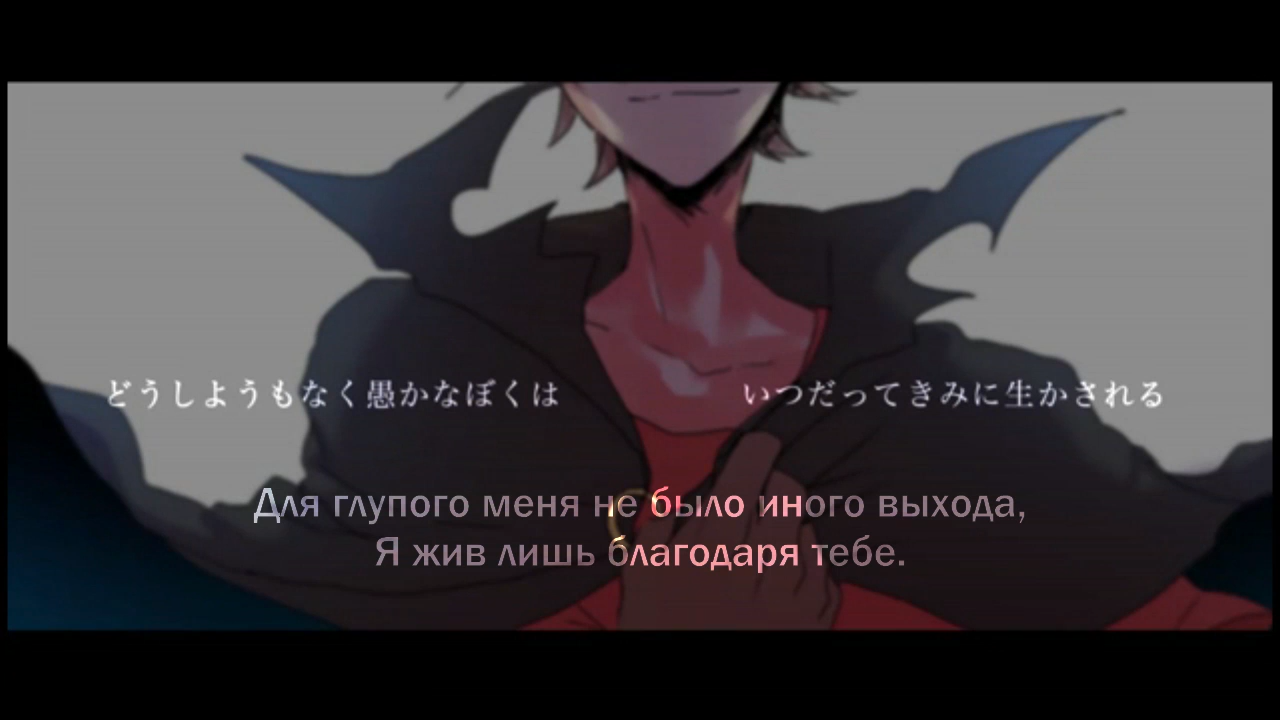 どうしようもなく愚かなぼくは いつだってきみに生かされる
Для глупого меня не было иного выхода,
Я жив лишь благодаря тебе.